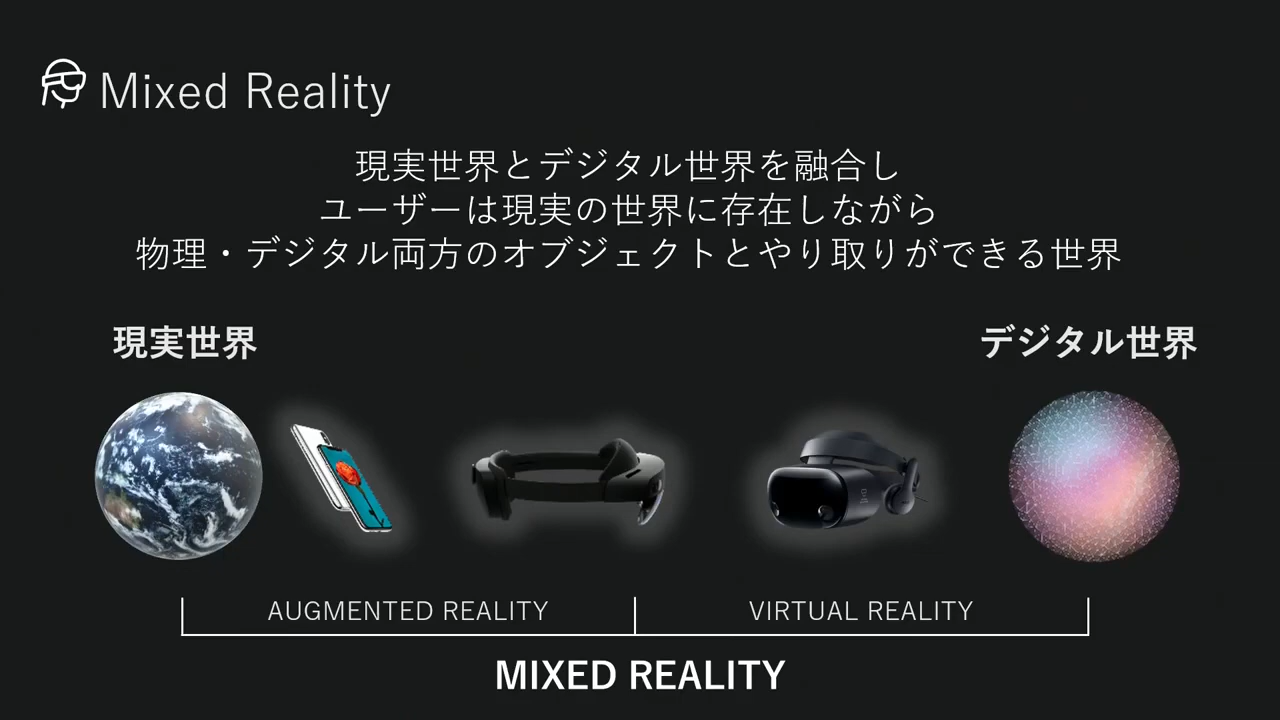 Mixed Reality
現実世界とデジタル世界を融合し
ユーザーは現実の世界に存在しながら
物理・デジタル両方のオブジェクトとやり取りができる世界
現実世界
デジタル世界
AUGMENTED REALITY
VIRTUAL REALITY
MIXED REALITY